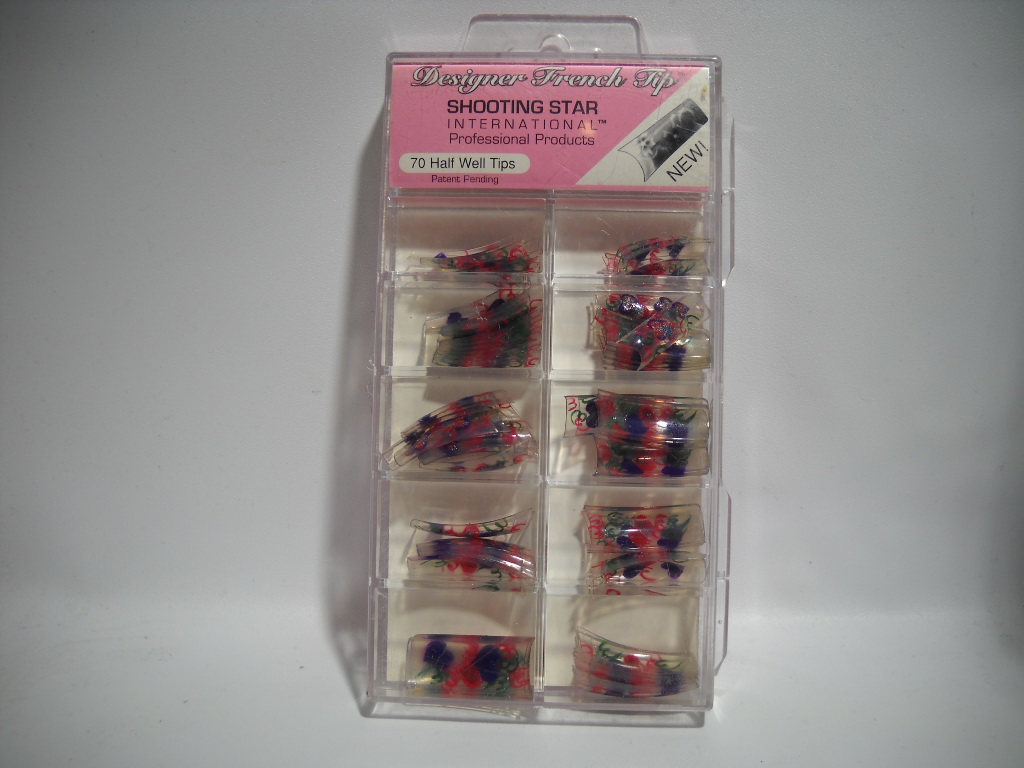 Designer French Tip
SHOOTING STAR
INTERNATIONAL™
Professional Products
70 Half Well Tips
Patent Pending
NEW!